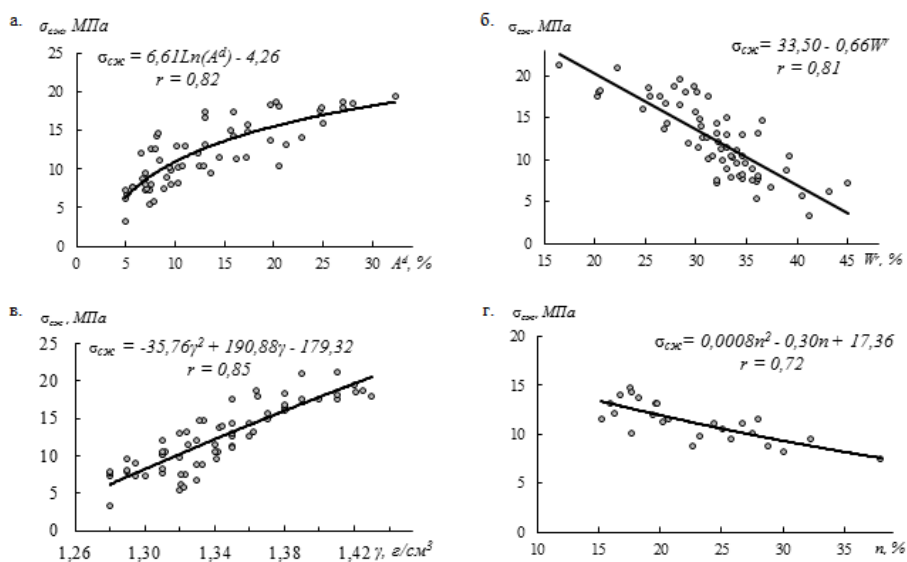 а.
σсж, МПа
σсж = 6,61Ln(Aᵈ) - 4,26
r = 0,82
25
20
15
10
5
0
0 5 10 15 20 25 30
Aᵈ, %
б.
σсж, МПа
σсж = 33,50 - 0,66Wʳ
r = 0,81
20
15
10
5
0
15 20 25 30 35 40 45
Wʳ, %
в.
σсж, МПа
σсж = -35,76γ² + 190,88γ - 179,32
r = 0,85
25
20
15
10
5
0
1,26 1,30 1,34 1,38 1,42 γ, г/см³
г.
σсж, МПа
σсж = 0,0008n² - 0,30n + 17,36
r = 0,72
20
15
10
5
0
10 15 20 25 30 35
n, %